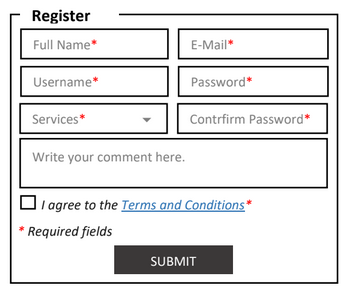 Register
Full Name* E-Mail*
Username* Password*
Services* Contrfirm Password*
Write your comment here.
I agree to the Terms and Conditions*
* Required fields
SUBMIT